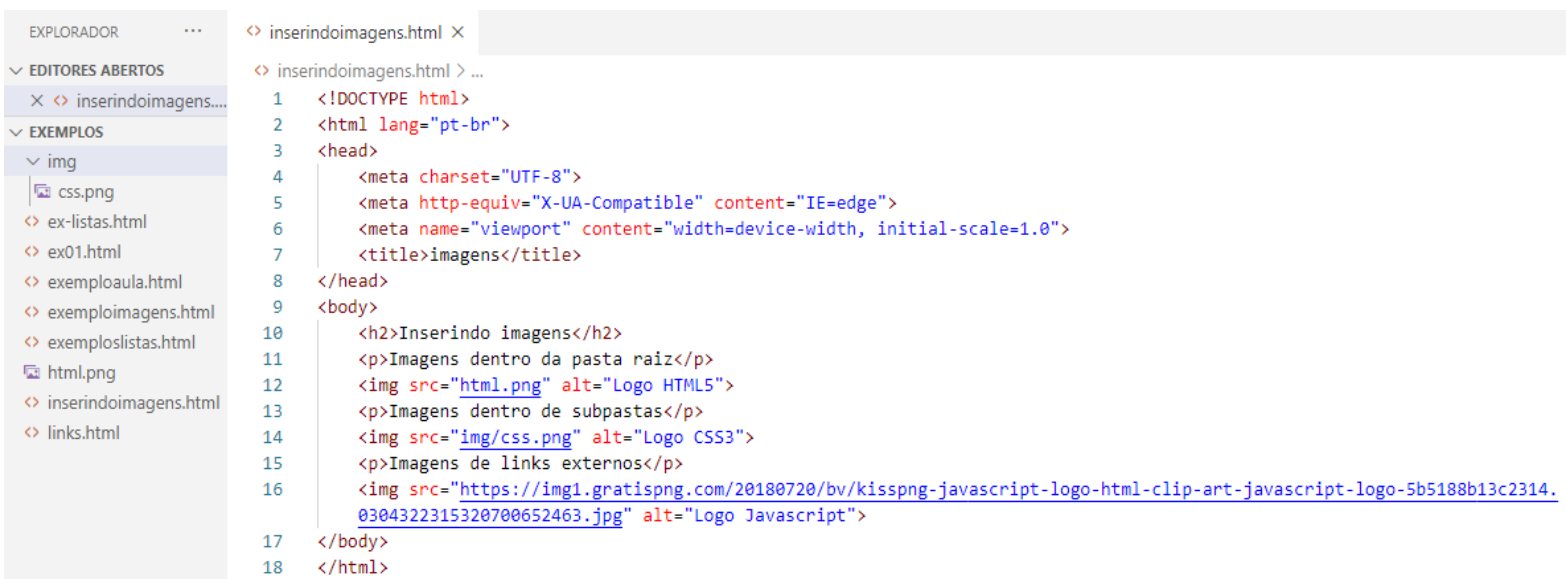 EXPLORADOR ...
EDITORES ABERTOS
inserindoimagens....
EXEMPLOS
img
css.png
ex-listas.html
ex01.html
exemploaula.html
exemploimagens.html
exemploslistas.html
html.png
inserindoimagens.html
links.html
inserindoimagens.html
inserindoimagens.html > ...
1 <!DOCTYPE html>
2 <html lang="pt-br">
3 <head>
4 <meta charset="UTF-8">
5 <meta http-equiv="X-UA-Compatible" content="IE=edge">
6 <meta name="viewport" content="width=device-width, initial-scale=1.0">
7 <title>imagens</title>
8 </head>
9 <body>
10 <h2>Inserindo imagens</h2>
11 <p>Imagens dentro da pasta raiz</p>
12 <img src="html.png" alt="Logo HTML5">
13 <p>Imagens dentro de subpastas</p>
14 <img src="img/css.png" alt="Logo CSS3">
15 <p>Imagens de links externos</p>
16 <img src="https://img1.gratispng.com/20180720/bv/kisspng-javascript-logo-html-clip-art-javascript-logo-5b5188b13c2314.
0304322315320700652463.jpg" alt="Logo Javascript">
17 </body>
18 </html>